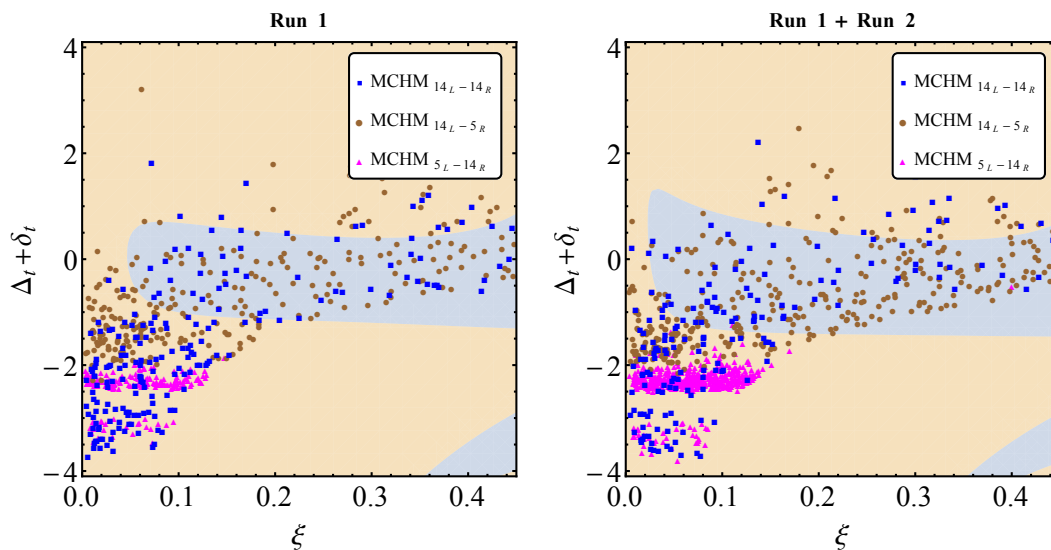 Run 1
4
2
0
−2
−4
0.0 0.1 0.2 0.3 0.4
Δt + δt
ξ
MCHM 14L−14R
MCHM 14L−5R
MCHM 5L−14R
Run 1 + Run 2
4
2
0
−2
−4
0.0 0.1 0.2 0.3 0.4
Δt + δt
ξ
MCHM 14L−14R
MCHM 14L−5R
MCHM 5L−14R